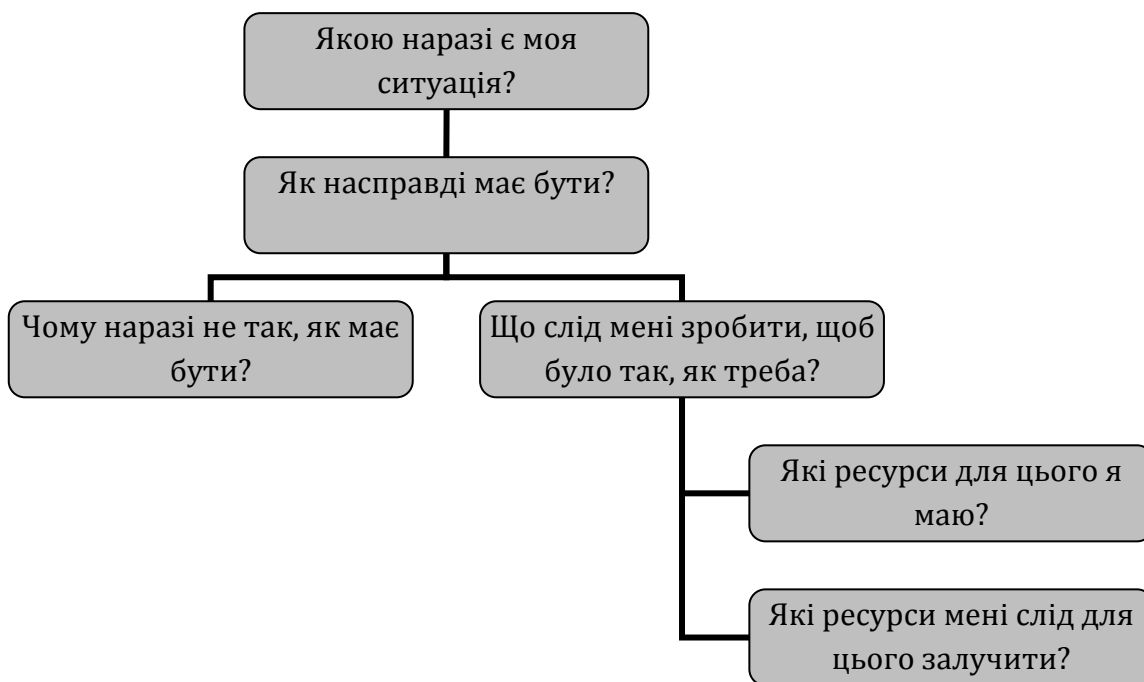 Якою наразі є моя
ситуація?
Як насправді має бути?
Чому наразі не так, як має
бути?
Що слід мені зробити, щоб
було так, як треба?
Які ресурси для цього я
маю?
Які ресурси мені слід для
цього залучити?